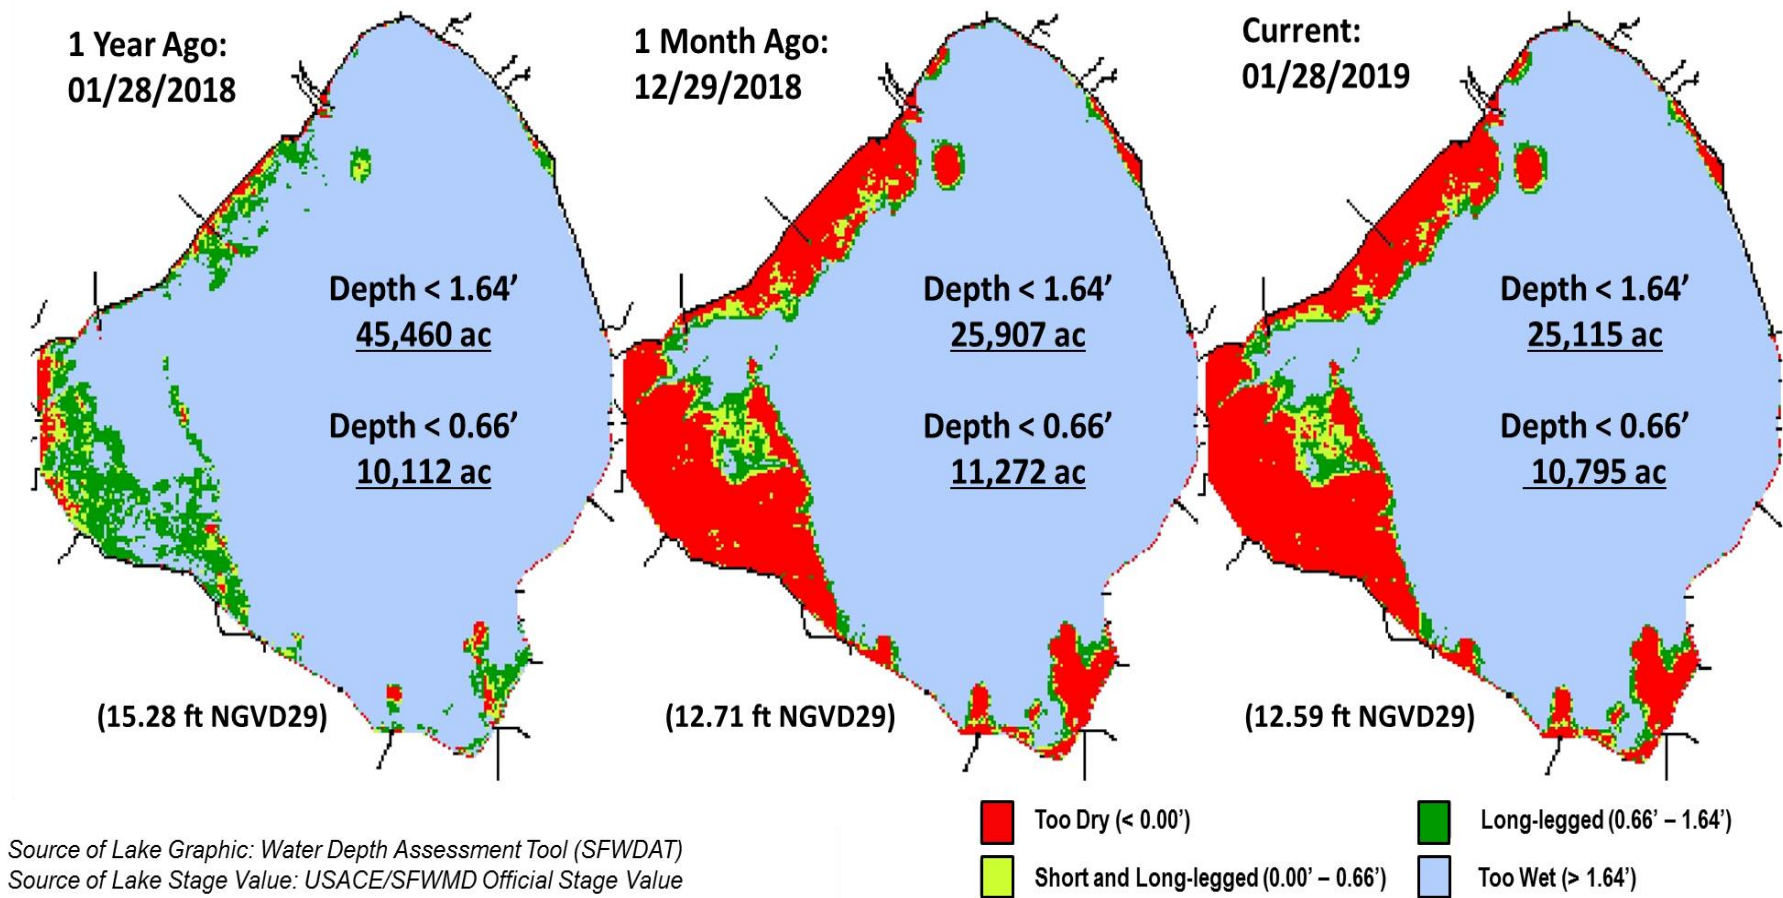 1 Year Ago:
01/28/2018
Depth < 1.64’
45,460 ac
Depth < 0.66’
10,112 ac
(15.28 ft NGVD29)
1 Month Ago:
12/29/2018
Depth < 1.64’
25,907 ac
Depth < 0.66’
11,272 ac
(12.71 ft NGVD29)
Current:
01/28/2019
Depth < 1.64’
25,115 ac
Depth < 0.66’
10,795 ac
(12.59 ft NGVD29)
Source of Lake Graphic: Water Depth Assessment Tool (SFWDAT)
Source of Lake Stage Value: USACE/SFWMD Official Stage Value
Too Dry (< 0.00’)
Short and Long-legged (0.00’ – 0.66’)
Long-legged (0.66’ – 1.64’)
Too Wet (> 1.64’)